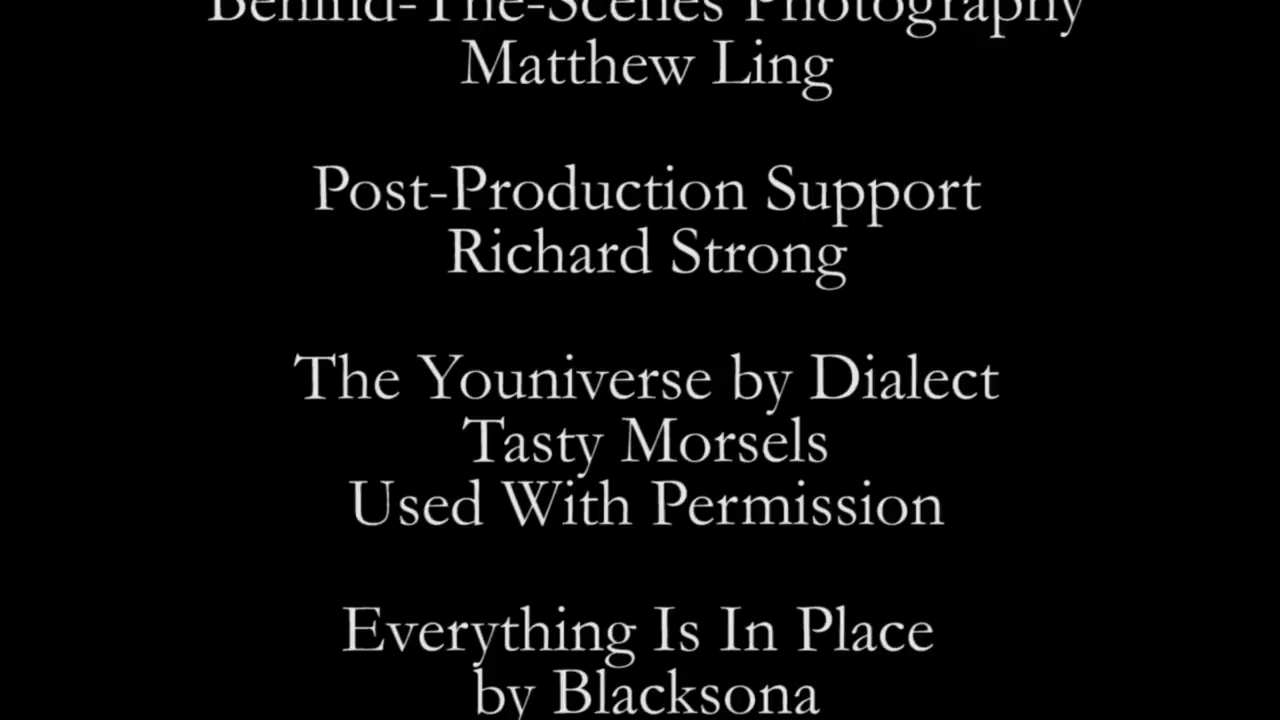 Behind-The-Scenes Photography
Matthew Ling
Post-Production Support
Richard Strong
The Youniverse by Dialect
Tasty Morsels
Used With Permission
Everything Is In Place
by Blacksona